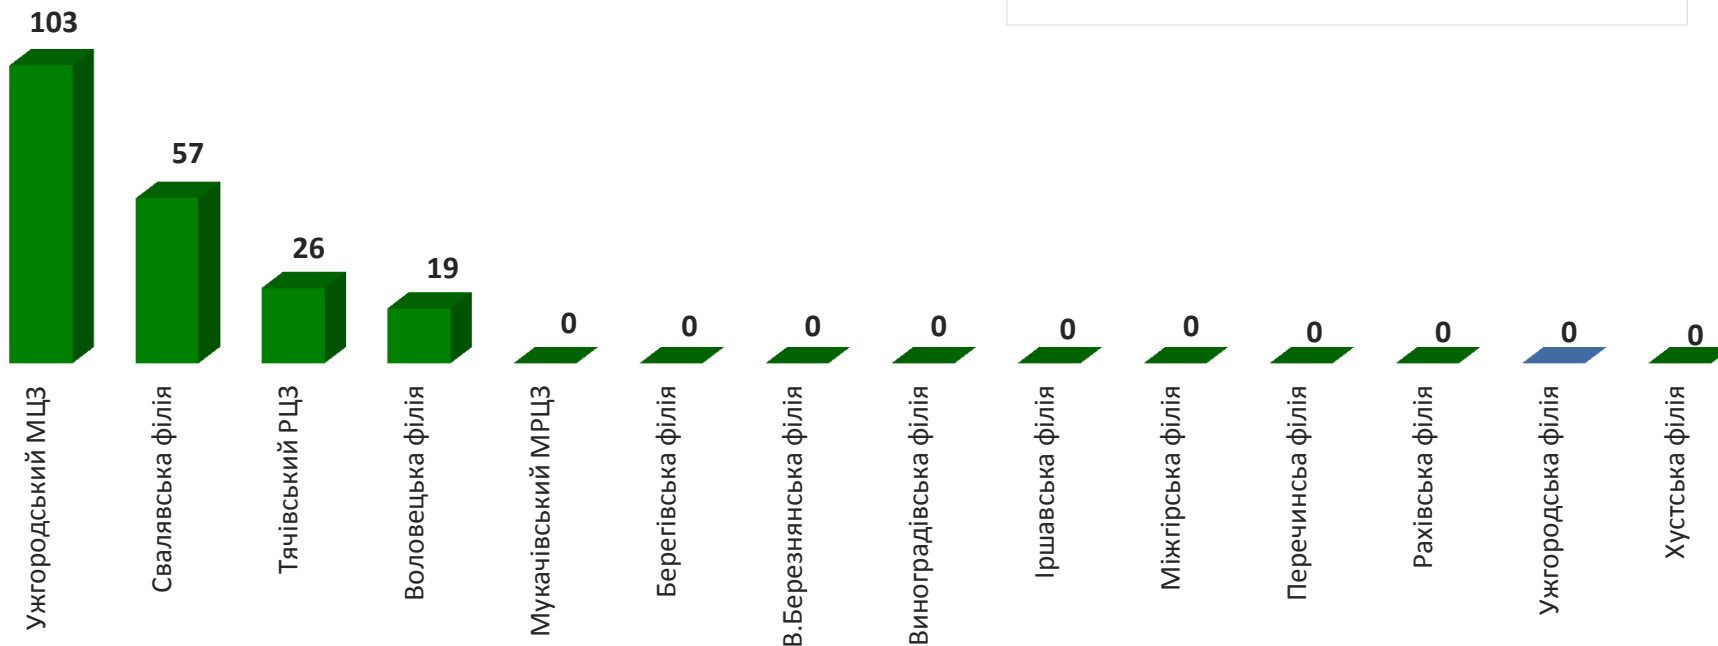 103
57
26
19
0
0
0
0
0
0
0
0
0
0
Ужгородський МЦЗ
Свалявська філія
Тячівський РЦЗ
Воловецька філія
Мукачівський МРЦЗ
Берегівська філія
В.Березнянська філія
Виноградівська філія
Іршавська філія
Міжгірська філія
Перечинсьа філія
Рахівська філія
Ужгородська філія
Хустська філія